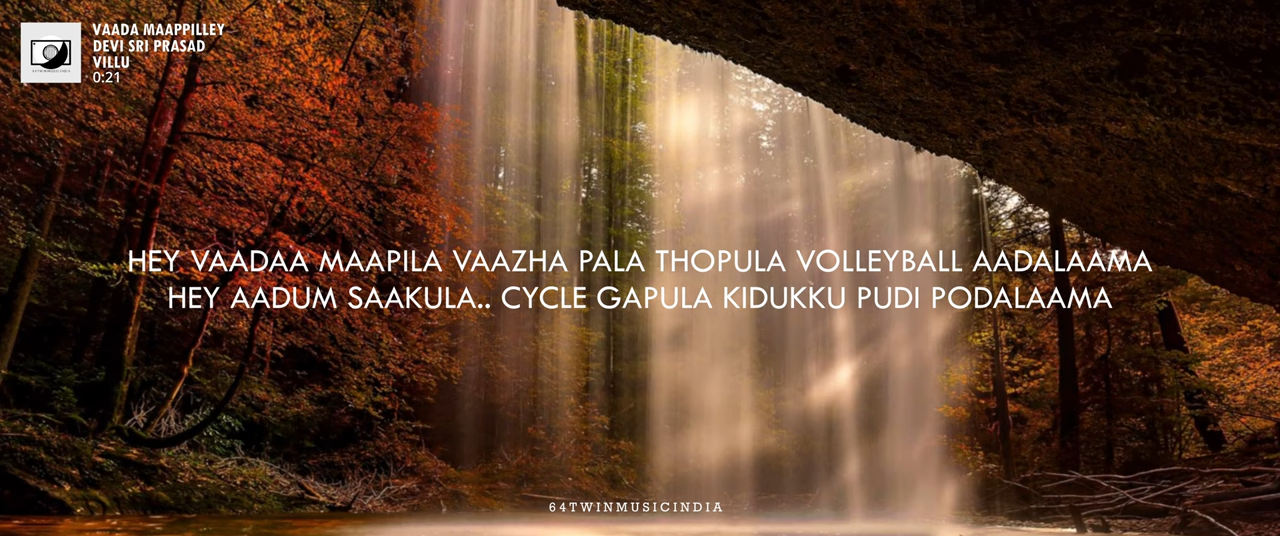 VAADA MAAPPILLEY
DEVI SRI PRASAD
VILLU
0:21
HEY VAADAA MAAPILA VAAZHA PALA THOPULA VOLLEYBALL AADALAAMA
HEY AADUM SAAKULA.. CYCLE GAPULA KIDUKKU PUDI PODALAAMA
64TWINMUSICINDIA